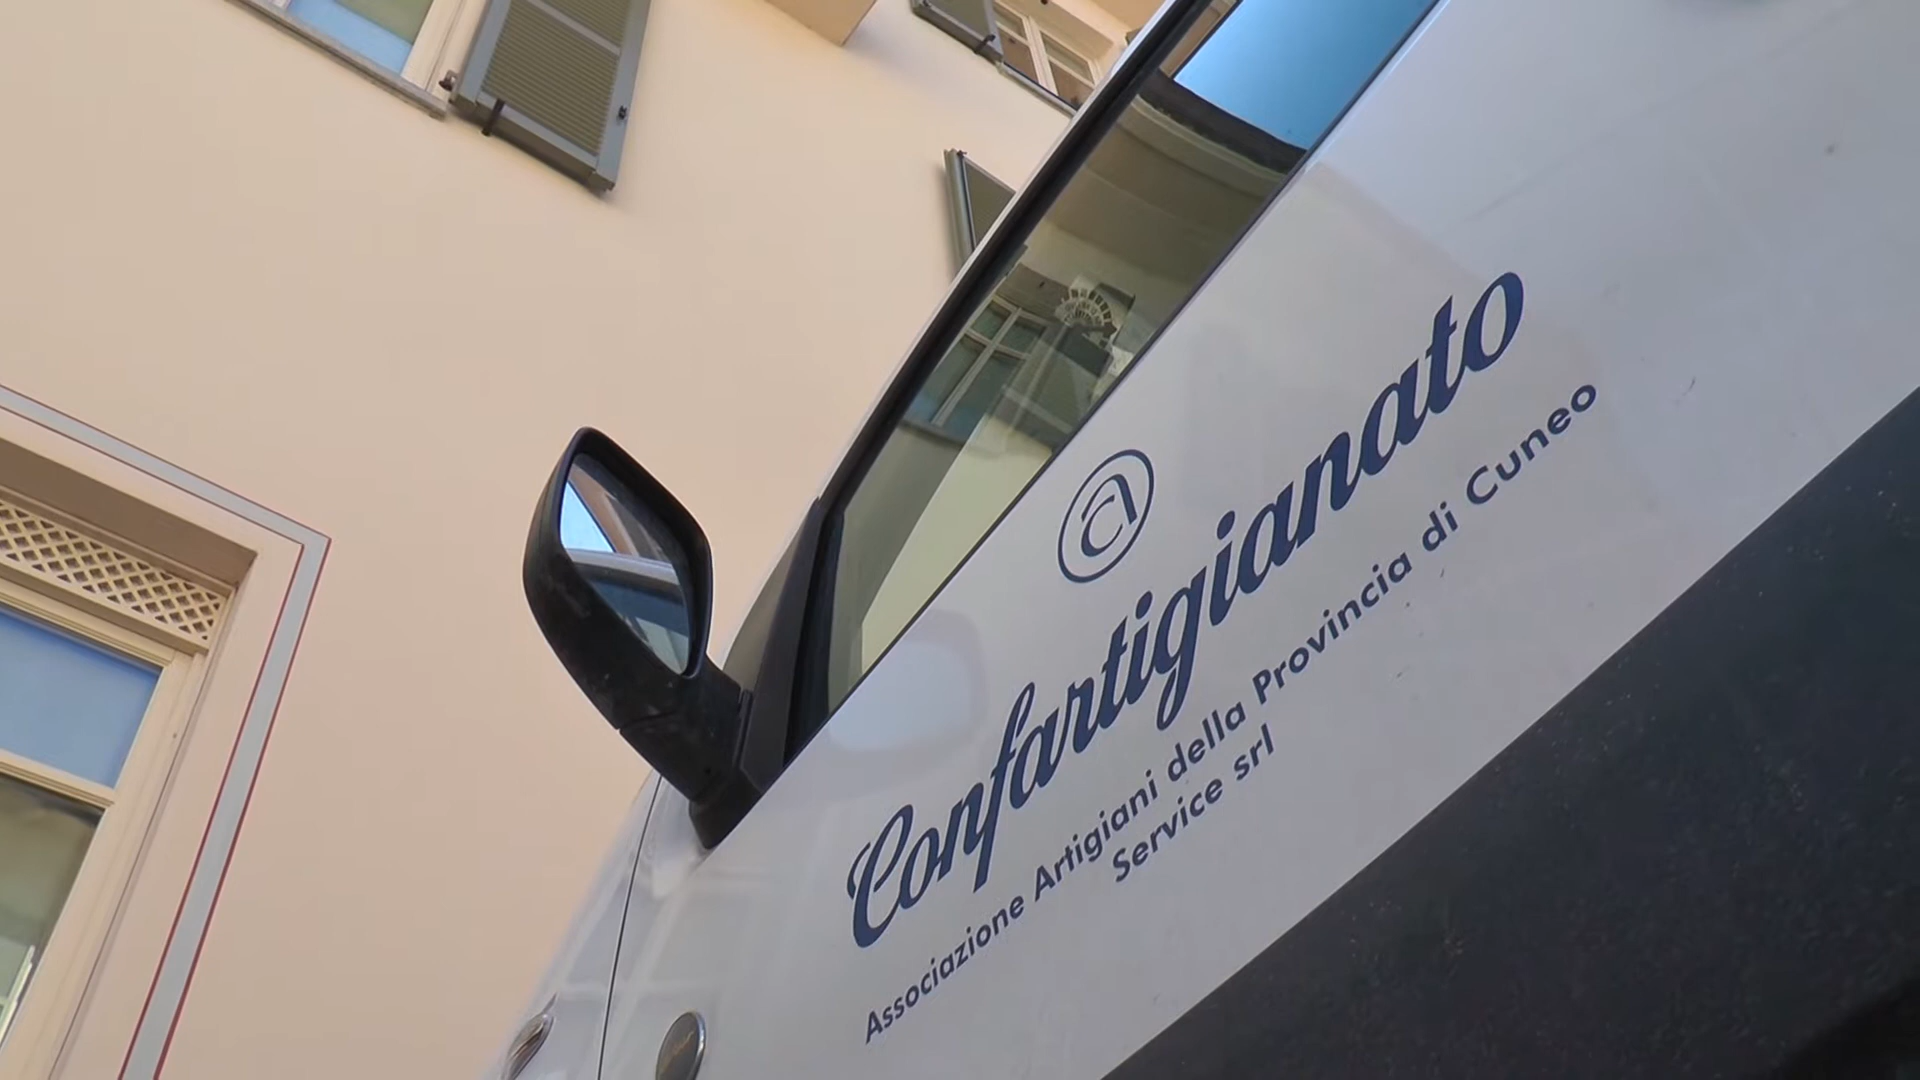 Confartigianato
Associazione Artigiani della Provincia di Cuneo
Service srl